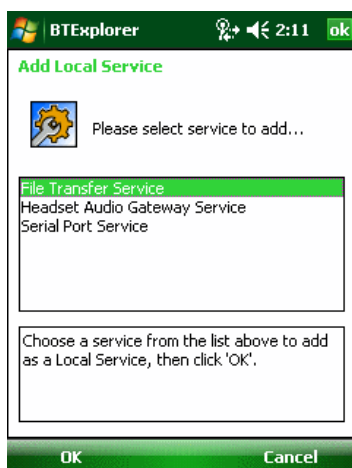 BTExplorer 2:11 ok
Add Local Service
Please select service to add...
File Transfer Service
Headset Audio Gateway Service
Serial Port Service
Choose a service from the list above to add
as a Local Service, then click 'OK'.
OK Cancel